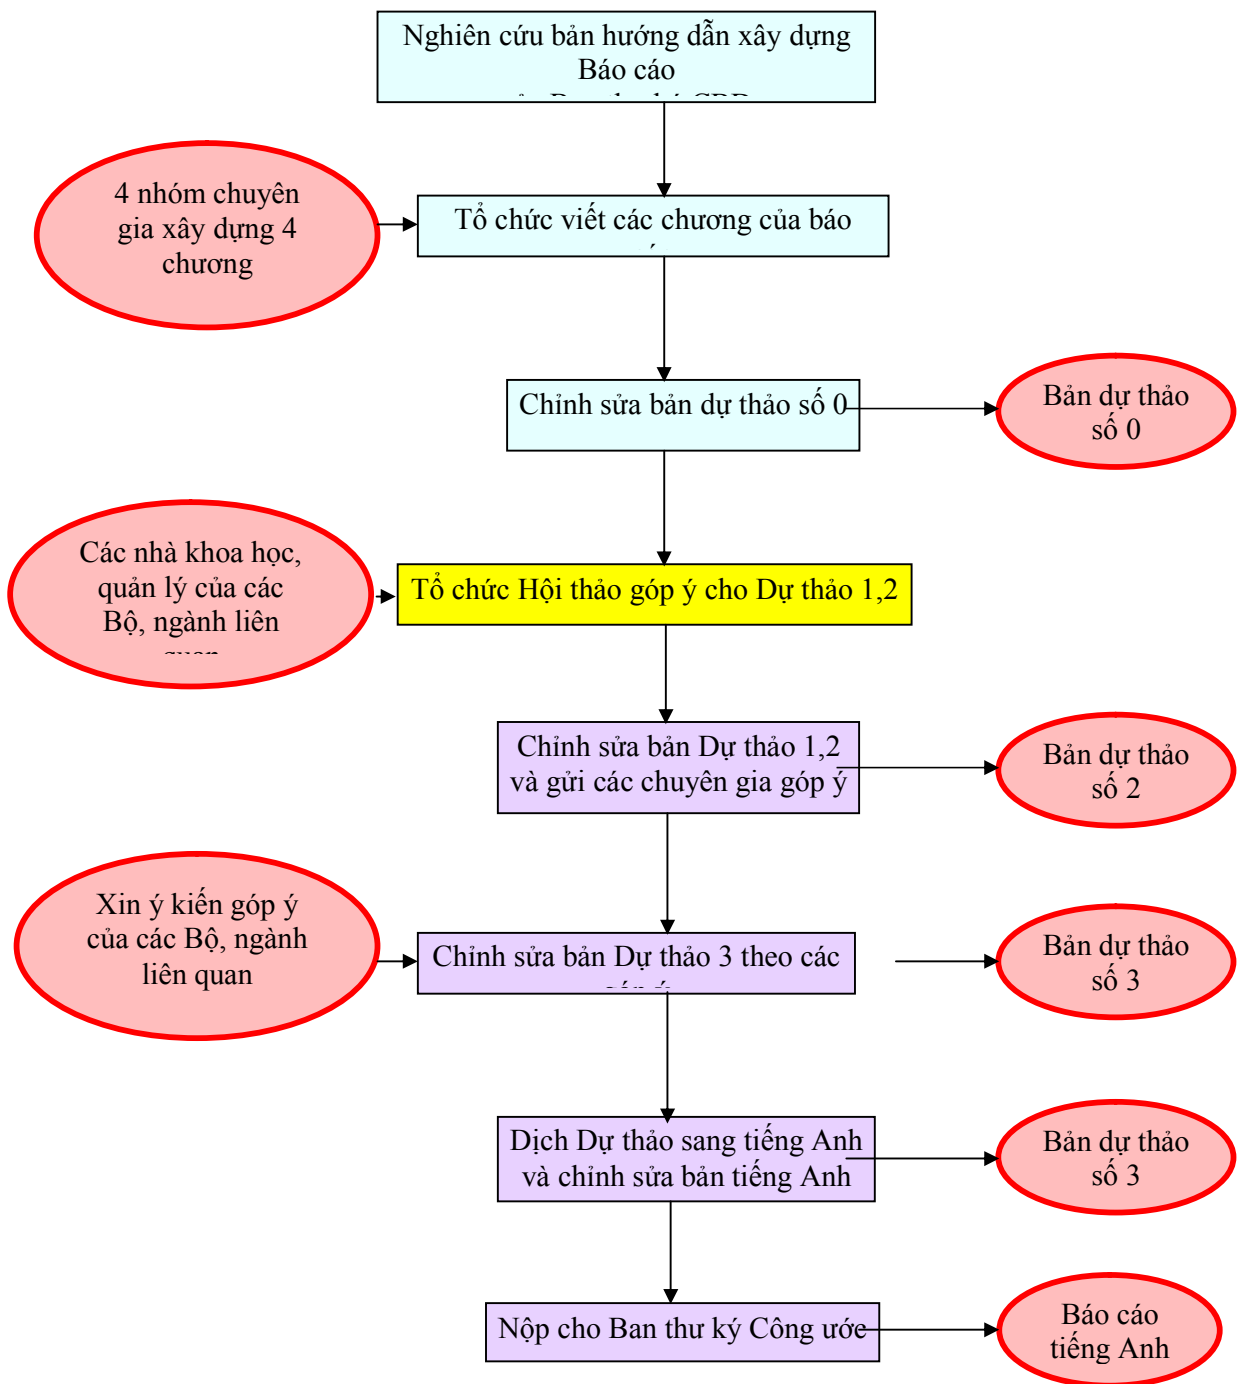 Nghiên cứu bản hướng dẫn xây dựng
Báo cáo
4 nhóm chuyên
gia xây dựng 4
chương
Tổ chức viết các chương của báo
Chỉnh sửa bản dự thảo số 0
Bản dự thảo
số 0
Các nhà khoa học,
quản lý của các
Bộ, ngành liên
Tổ chức Hội thảo góp ý cho Dự thảo 1,2
Chỉnh sửa bản Dự thảo 1,2
và gửi các chuyên gia góp ý
Bản dự thảo
số 2
Xin ý kiến góp ý
của các Bộ, ngành
liên quan
Chỉnh sửa bản Dự thảo 3 theo các
Bản dự thảo
số 3
Dịch Dự thảo sang tiếng Anh
và chỉnh sửa bản tiếng Anh
Bản dự thảo
số 3
Nộp cho Ban thư ký Công ước
Báo cáo
tiếng Anh